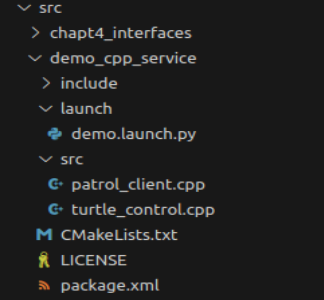 src
chapt4_interfaces
demo_cpp_service
include
launch
demo.launch.py
src
patrol_client.cpp
turtle_control.cpp
CMakeLists.txt
LICENSE
package.xml